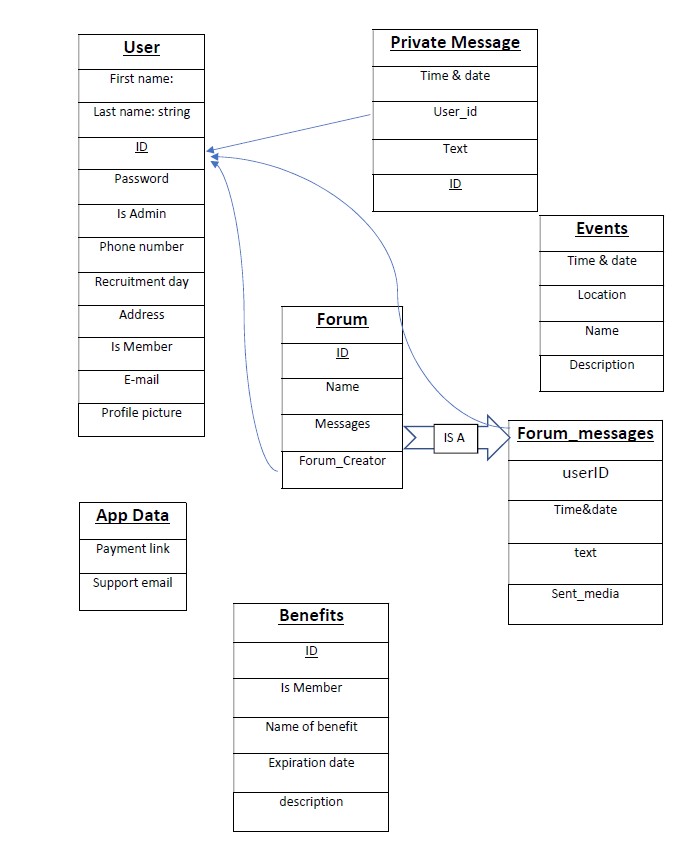 User
First name:
Last name: string
ID
Password
Is Admin
Phone number
Recruitment day
Address
Is Member
E-mail
Profile picture
Private Message
Time & date
User_id
Text
ID
Events
Time & date
Location
Name
Description
Forum
ID
Name
Messages
Forum_Creator
IS A
Forum_messages
userID
Time&date
text
Sent_media
App Data
Payment link
Support email
Benefits
ID
Is Member
Name of benefit
Expiration date
description